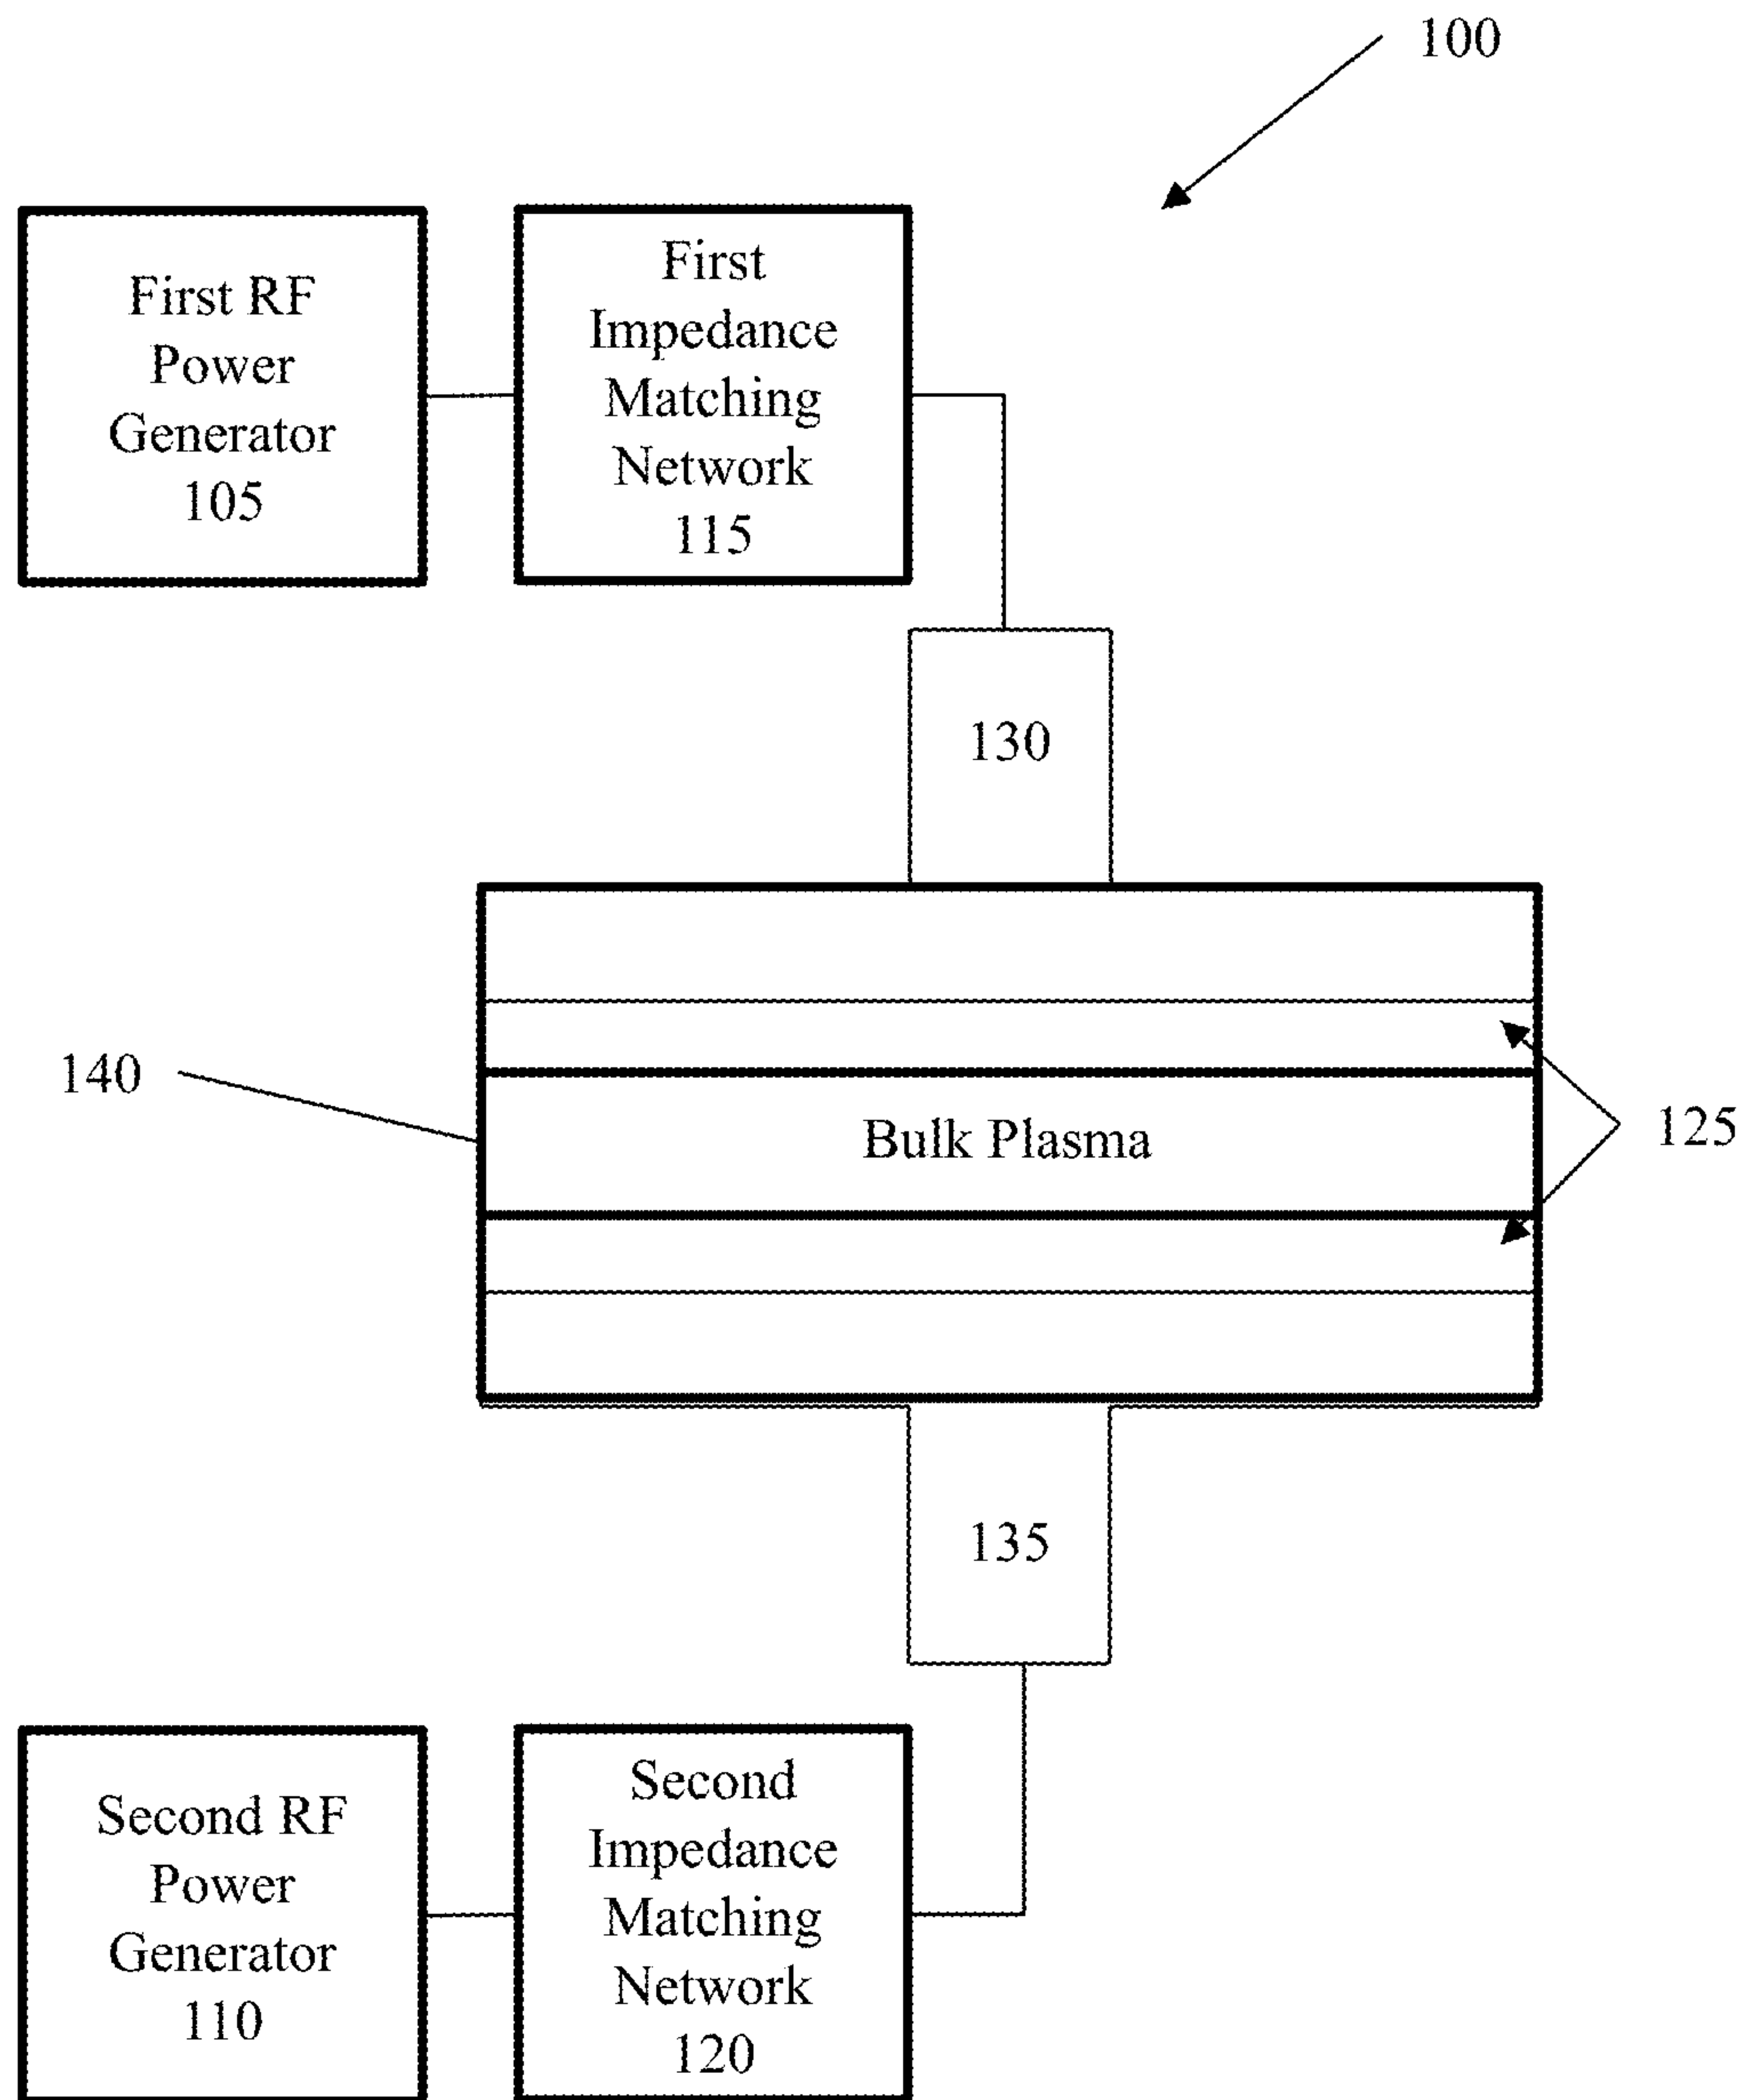 100
First RF
Power
Generator
105
First
Impedance
Matching
Network
115
130
140
Bulk Plasma
125
135
Second RF
Power
Generator
110
Second
Impedance
Matching
Network
120